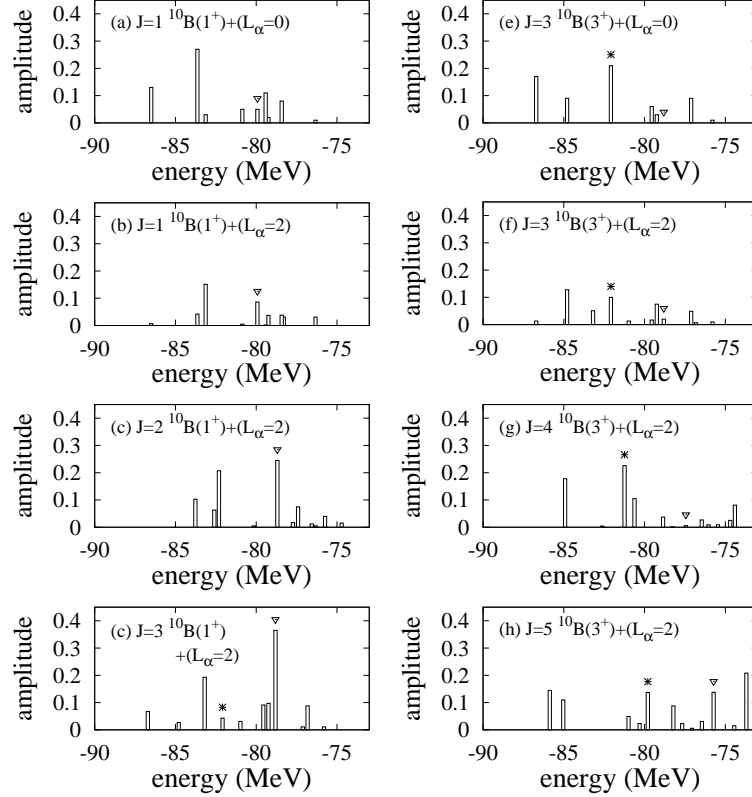 amplitude
0.4
0.3
0.2
0.1
0
(a) J=1 ¹⁰B(1⁺)+(L_α=0)
-90 -85 -80 -75
energy (MeV)
amplitude
0.4
0.3
0.2
0.1
0
(b) J=1 ¹⁰B(1⁺)+(L_α=2)
-90 -85 -80 -75
energy (MeV)
amplitude
0.4
0.3
0.2
0.1
0
(c) J=2 ¹⁰B(1⁺)+(L_α=2)
-90 -85 -80 -75
energy (MeV)
amplitude
0.4
0.3
0.2
0.1
0
(c) J=3 ¹⁰B(1⁺)
+(L_α=2)
-90 -85 -80 -75
energy (MeV)
amplitude
0.4
0.3
0.2
0.1
0
(e) J=3 ¹⁰B(3⁺)+(L_α=0)
-90 -85 -80 -75
energy (MeV)
amplitude
0.4
0.3
0.2
0.1
0
(f) J=3 ¹⁰B(3⁺)+(L_α=2)
-90 -85 -80 -75
energy (MeV)
amplitude
0.4
0.3
0.2
0.1
0
(g) J=4 ¹⁰B(3⁺)+(L_α=2)
-90 -85 -80 -75
energy (MeV)
amplitude
0.4
0.3
0.2
0.1
0
(h) J=5 ¹⁰B(3⁺)+(L_α=2)
-90 -85 -80 -75
energy (MeV)